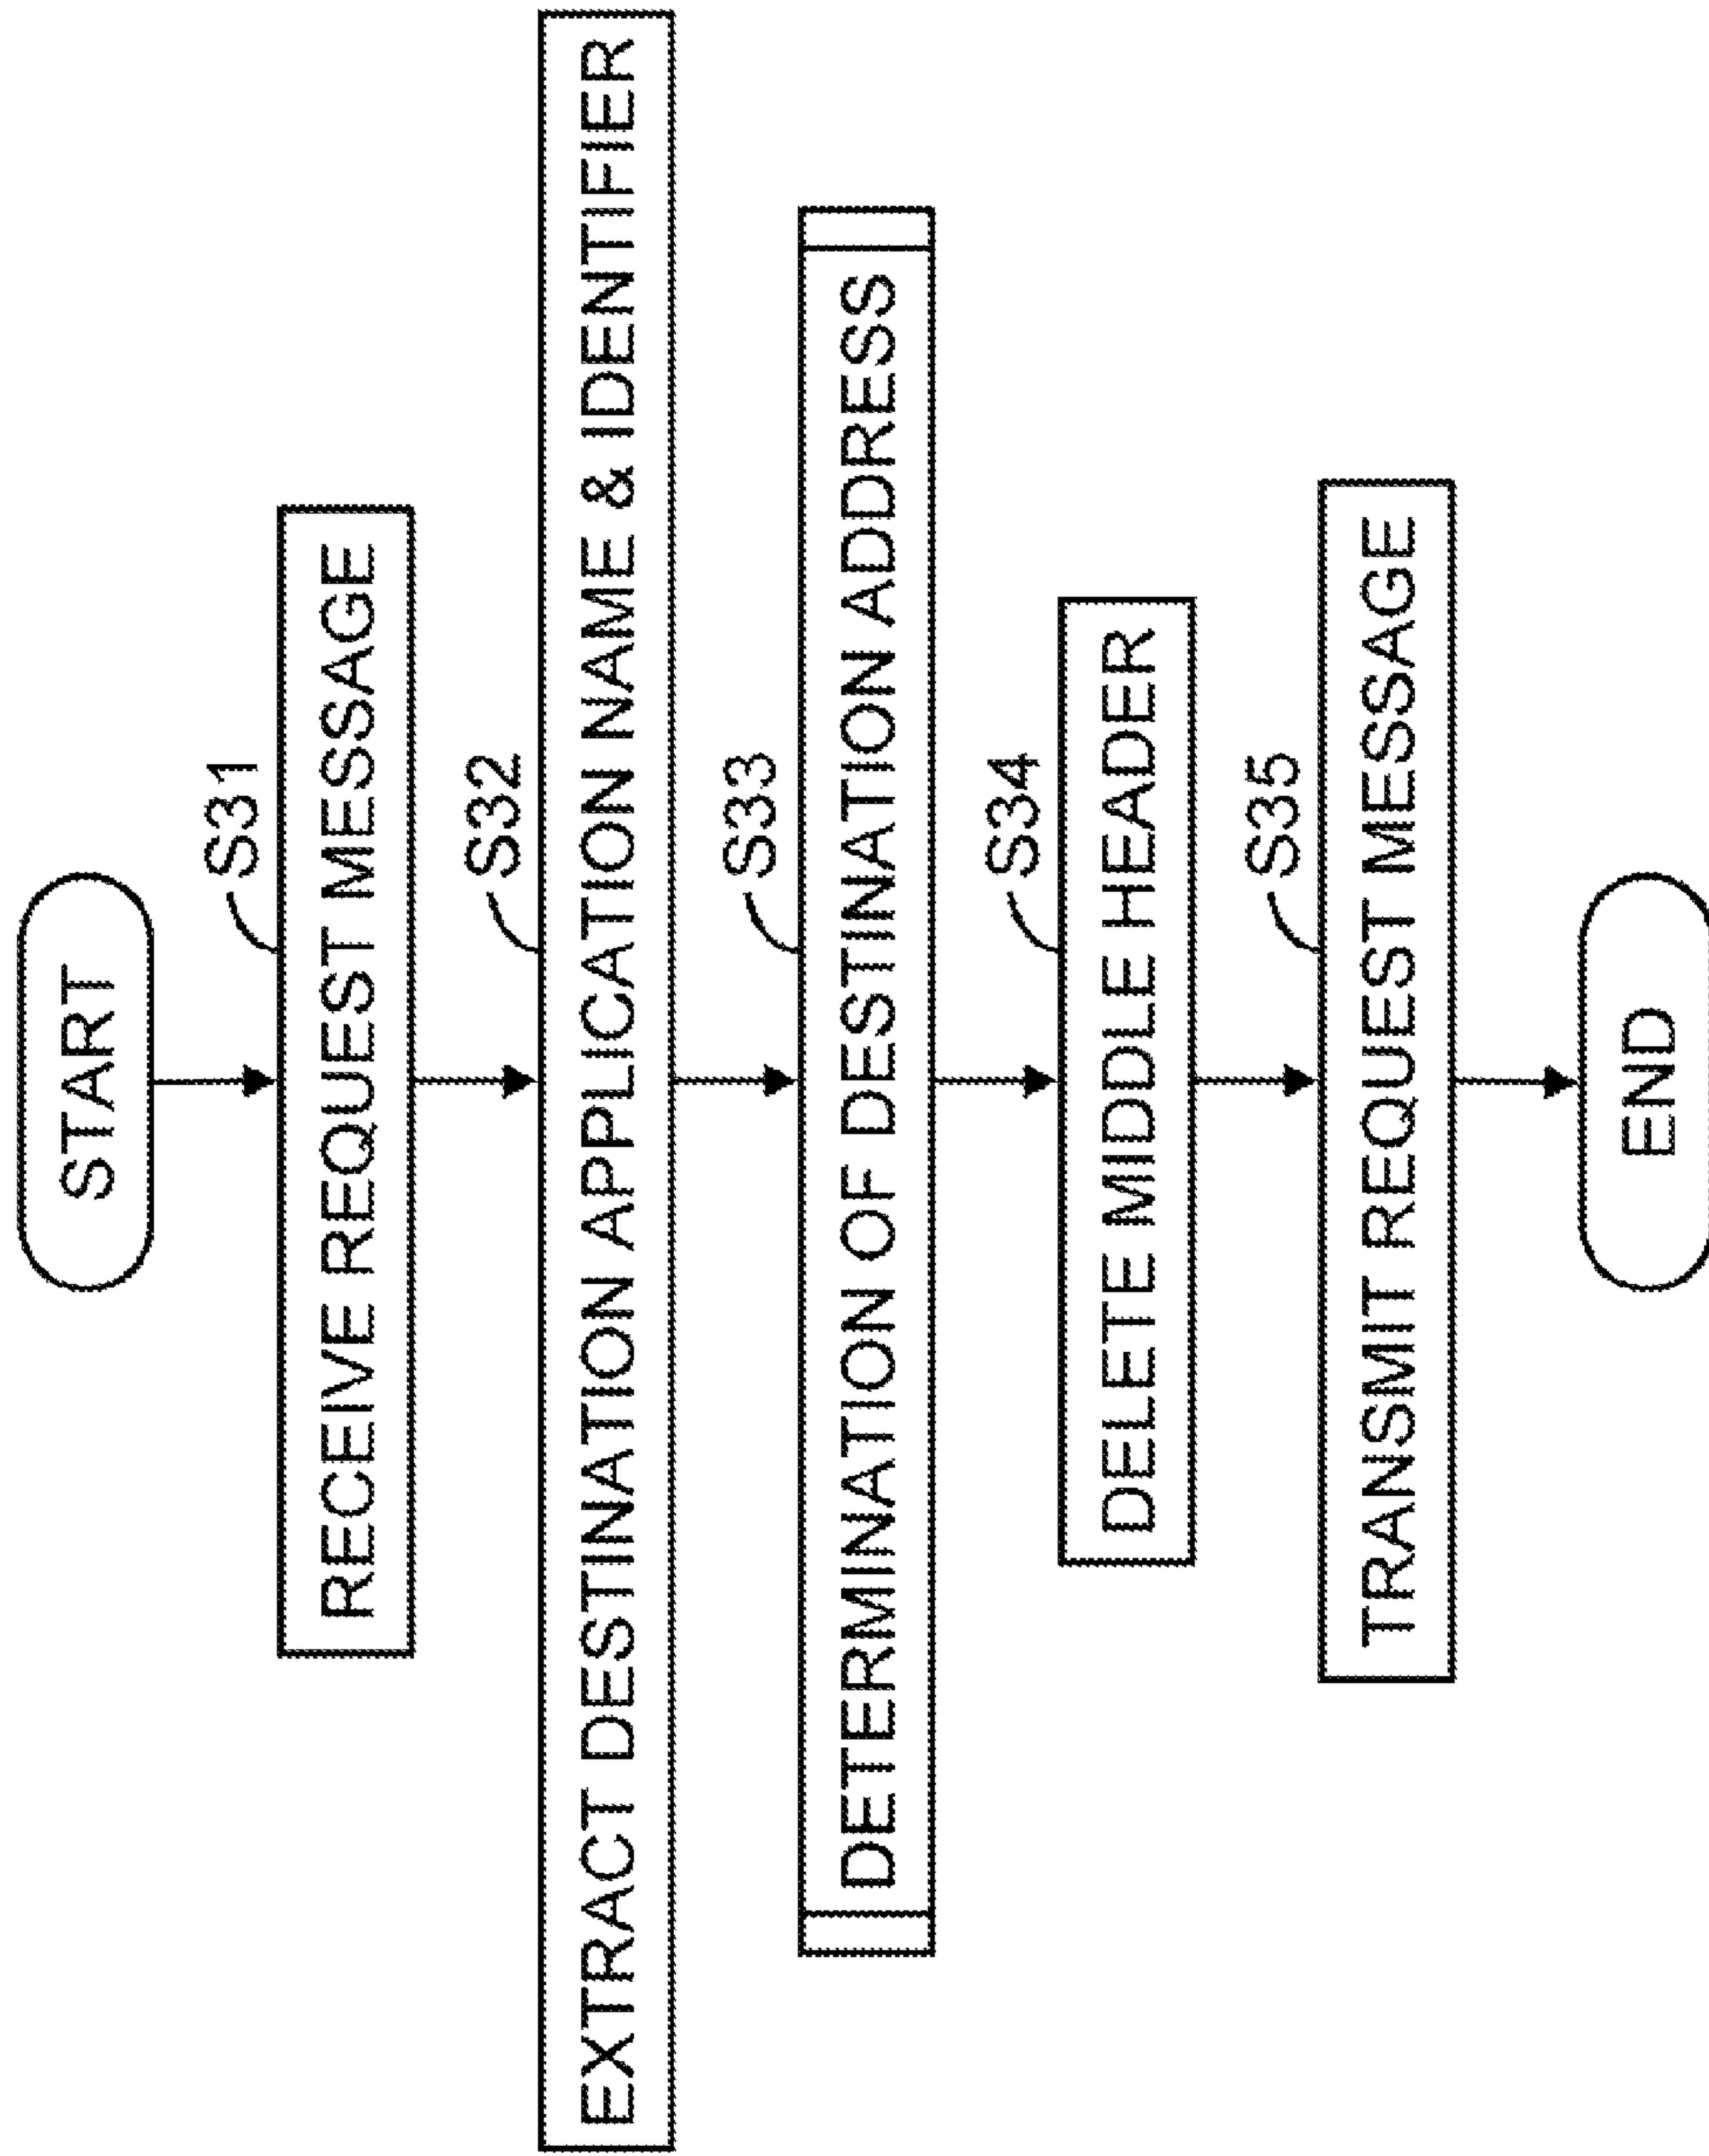 START
S31
RECEIVE REQUEST MESSAGE
S32
EXTRACT DESTINATION APPLICATION NAME & IDENTIFIER
S33
DETERMINATION OF DESTINATION ADDRESS
S34
DELETE MIDDLE HEADER
S35
TRANSMIT REQUEST MESSAGE
END